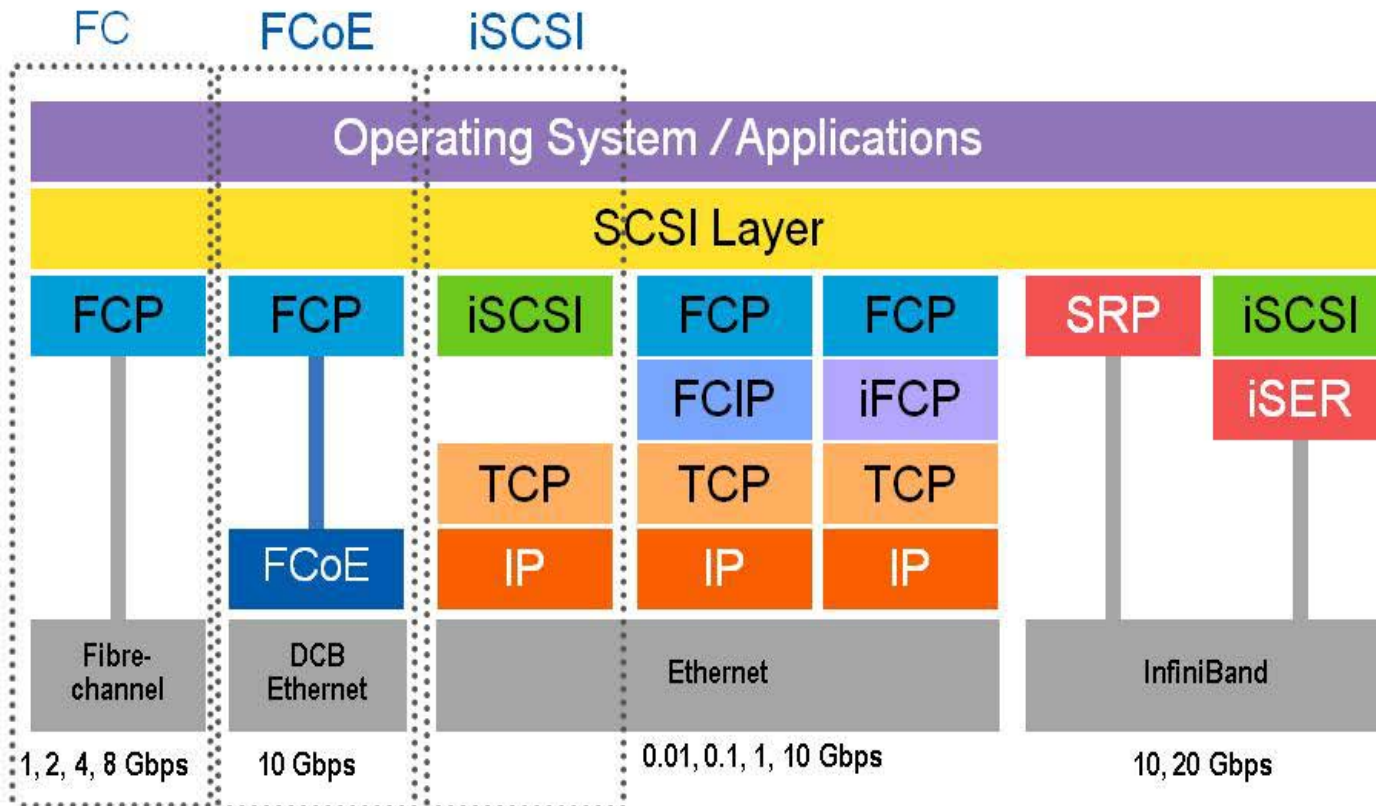 FC FCoE iSCSI
Operating System / Applications
SCSI Layer
FCP FCP iSCSI FCP FCP SRP iSCSI
FCIP iFCP iSER
TCP TCP TCP
FCoE IP IP IP
Fibre-
channel
DCB
Ethernet
Ethernet
InfiniBand
1, 2, 4, 8 Gbps
10 Gbps
0.01, 0.1, 1, 10 Gbps
10, 20 Gbps